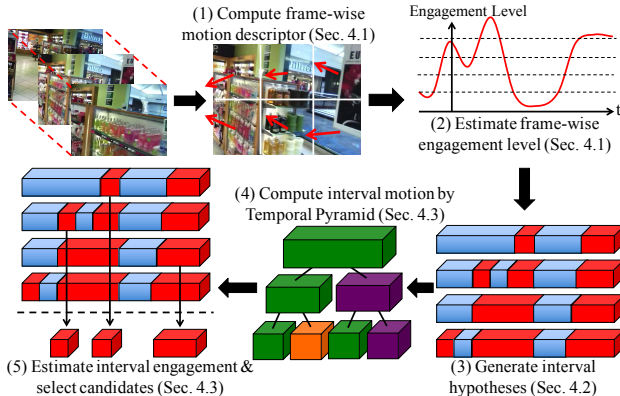 (1) Compute frame-wise
motion descriptor (Sec. 4.1)
Engagement Level
t
(2) Estimate frame-wise
engagement level (Sec. 4.1)
(4) Compute interval motion by
Temporal Pyramid (Sec. 4.3)
(3) Generate interval
hypotheses (Sec. 4.2)
(5) Estimate interval engagement &
select candidates (Sec. 4.3)